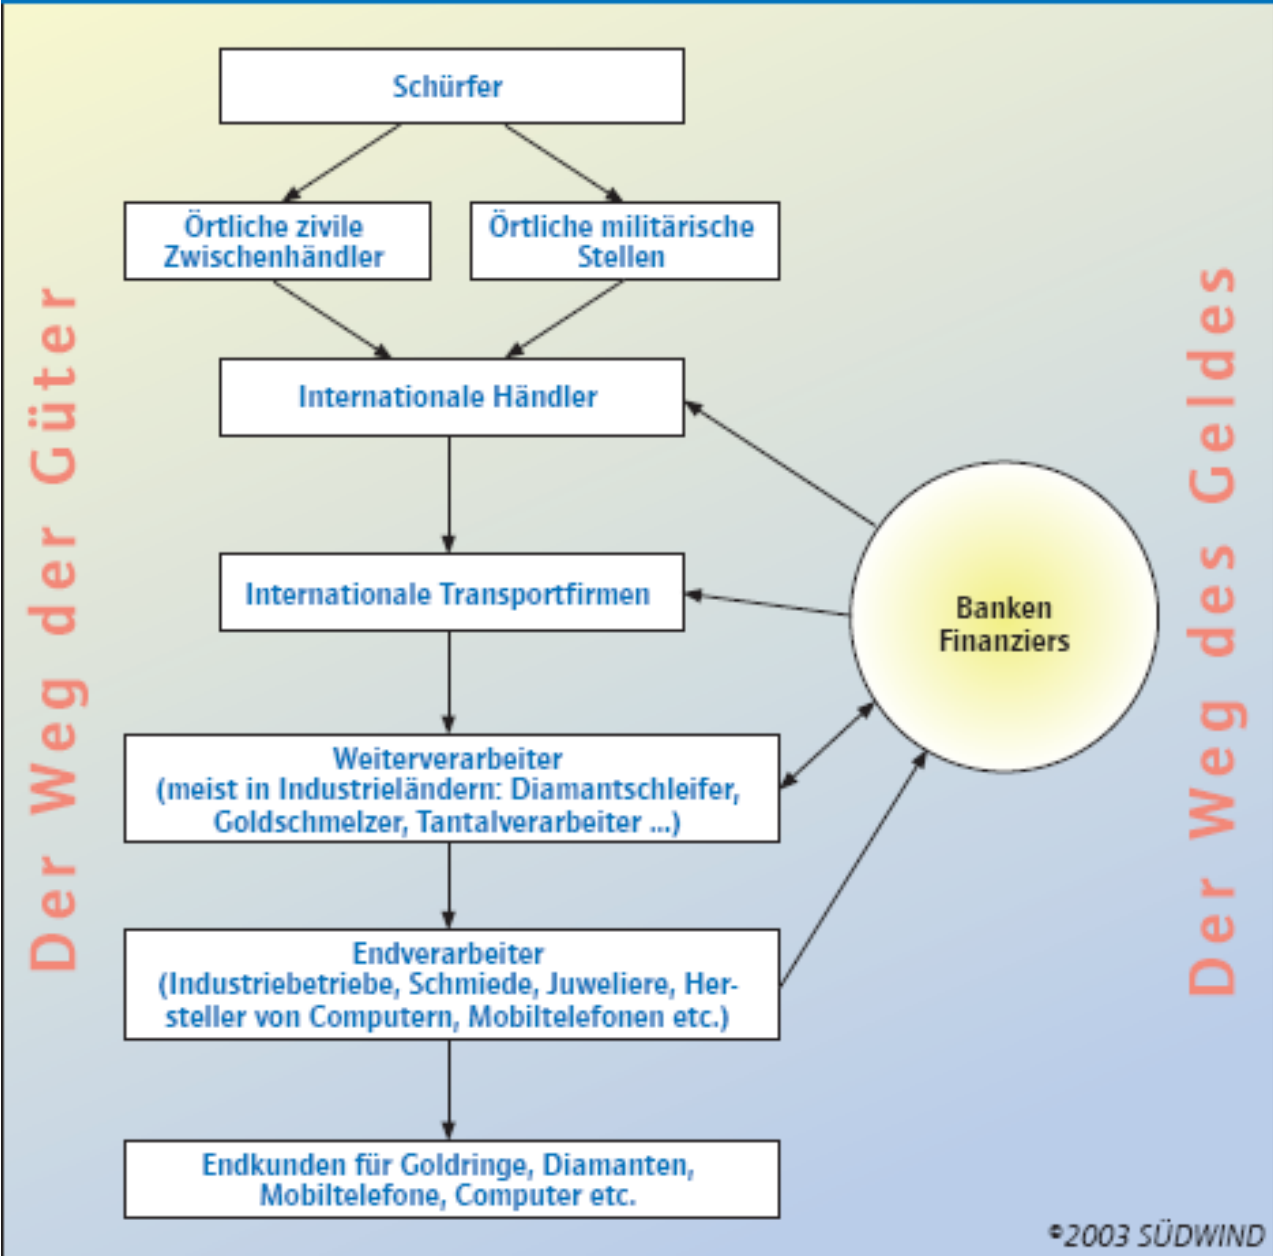 Schürfer
Örtliche zivile
Zwischenhändler
Örtliche militärische
Stellen
Internationale Händler
Internationale Transportfirmen
Banken
Finanziers
Weiterverarbeiter
(meist in Industrieländern: Diamantschleifer,
Goldschmelzer, Tantalverarbeiter ...)
Endverarbeiter
(Industriebetriebe, Schmiede, Juweliere, Her-
steller von Computern, Mobiltelefonen etc.)
Endkunden für Goldringe, Diamanten,
Mobiltelefone, Computer etc.
Der Weg der Güter
Der Weg des Geldes
©2003 SÜDWIND